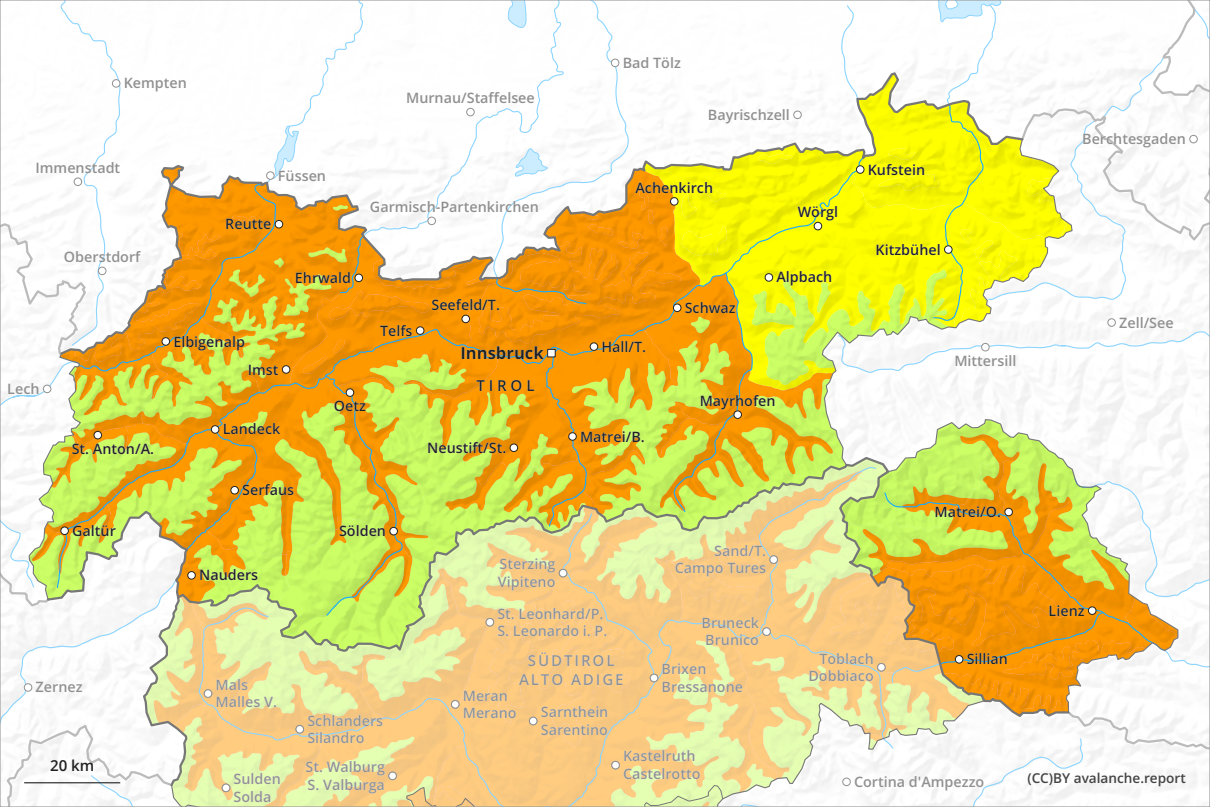 Kempten
Bad Tölz
Murnau/Staffelsee
Bayrischzell
Berchtesgaden
Immenstadt
Füssen
Kufstein
Achenkirch
Garmisch-Partenkirchen
Wörgl
Reutte
Oberstdorf
Kitzbühel
Ehrwald
Alpbach
Seefeld/T.
Schwaz
Telfs
Zell/See
Elbigenalp
Hall/T.
Innsbruck
Mittersill
Imst
TIROL
Lech
Oetz
Mayrhofen
Landeck
Matrei/B.
St. Anton/A.
Neustift/St.
Serfaus
Matrei/O.
Galtür
Sölden
Sand/T.
Campo Tures
Sterzing
Vipiteno
Nauders
Lienz
St. Leonhard/P.
S. Leonardo i. P.
Bruneck
Brunico
Sillian
SÜDTIROL
ALTO ADIGE
Toblach
Dobbiaco
Brixen
Bressanone
Zernez
Mals
Malles V.
Meran
Merano
Sarnthein
Sarentino
Schlanders
Silandro
Kastelruth
Castelrotto
St. Walburg
S. Valburga
Sulden
Solda
Cortina d'Ampezzo
20 km
(CC)BY avalanche.report